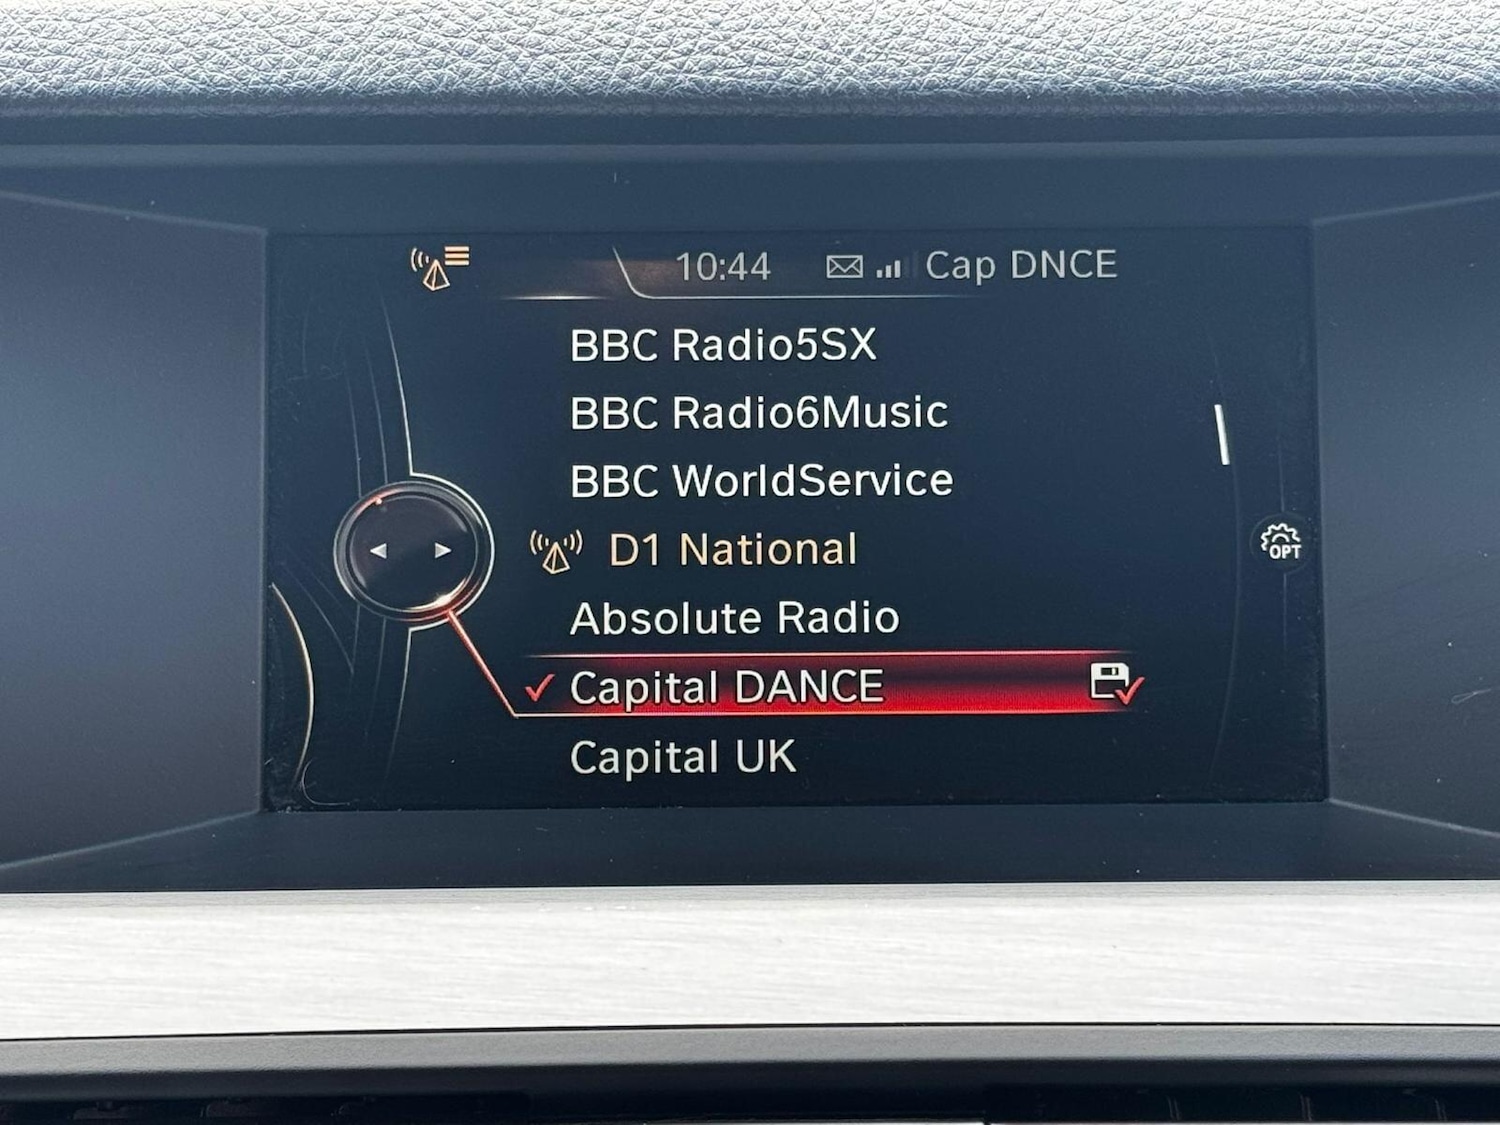 10:44 Cap DNCE
BBC Radio5SX
BBC Radio6Music
BBC WorldService
D1 National
OPT
Absolute Radio
Capital DANCE
Capital UK